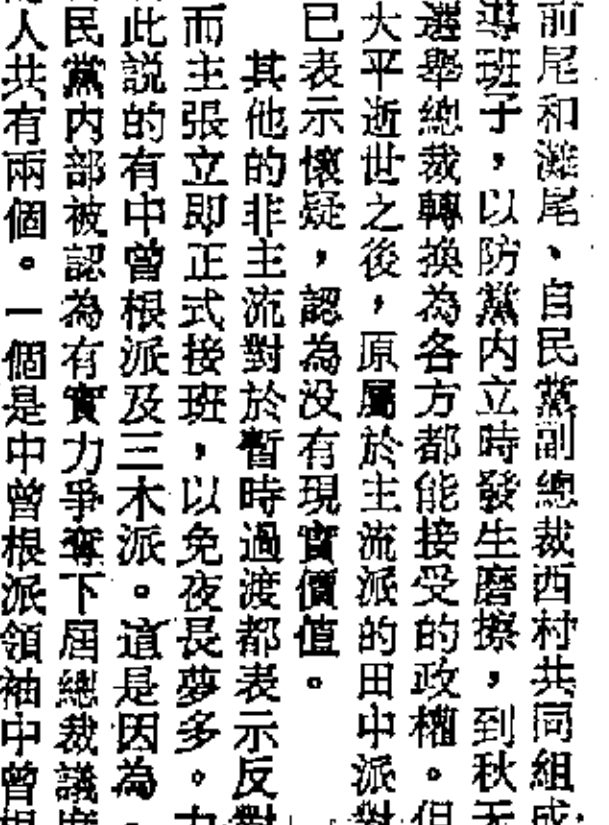 前尾和灘尾、自民黨副總裁西村共同組成
導班子，以防黨內立時發生磨擦，到秋天
選舉總裁轉換為各方都能接受的政權。但
大平逝世之後，原屬於主流派的田中派對
已表示懷疑，認為没有現實價值。
其他的非主流對於暫時過渡都表示反對
而主張立即正式接班，以免夜長夢多。力
此説的有中曾根派及三木派。這是因為，
民黨內部被認為有實力爭奪下屆總裁議席
人共有兩個。一個是中曾根派領袖中曾根